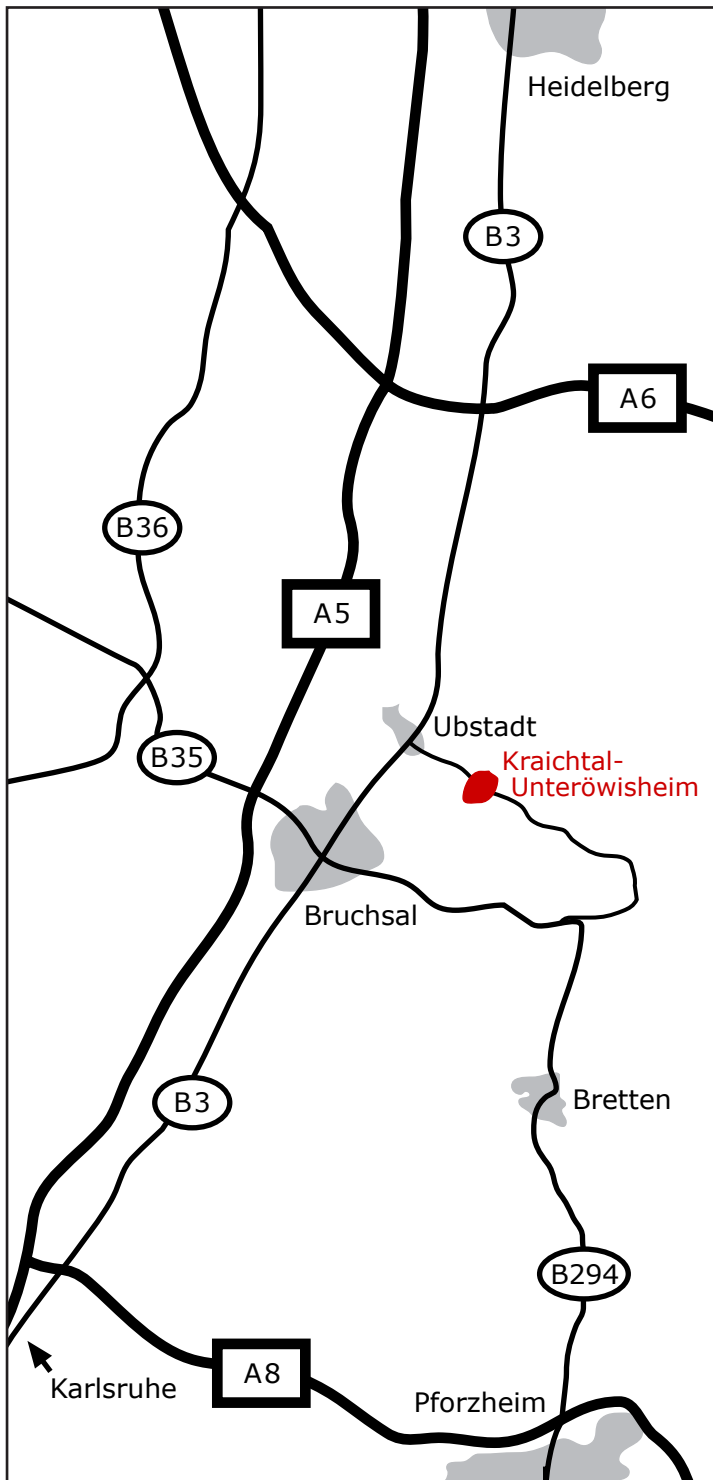 Heidelberg
B3
A6
B36
A5
Ubstadt
B35
Kraichtal-
Unteröwisheim
Bruchsal
B3
Bretten
B294
A8
Karlsruhe
Pforzheim